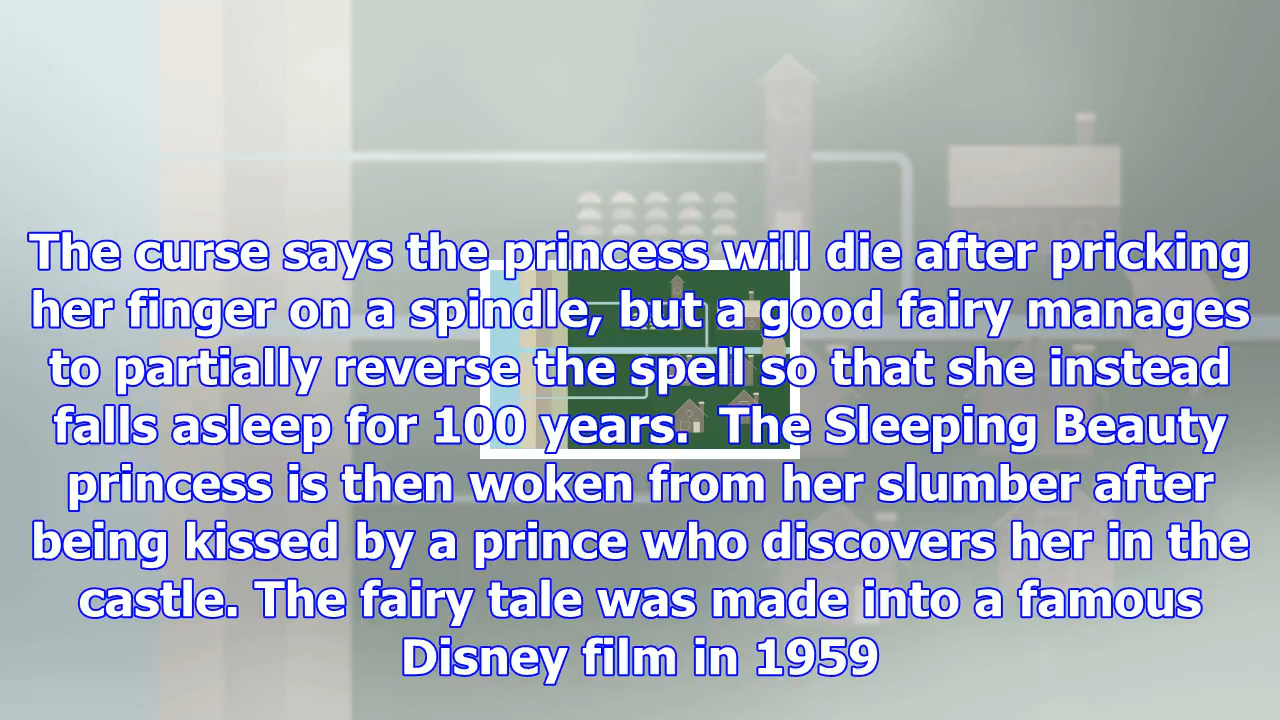 The curse says the princess will die after pricking
her finger on a spindle, but a good fairy manages
to partially reverse the spell so that she instead
falls asleep for 100 years.  The Sleeping Beauty
princess is then woken from her slumber after
being kissed by a prince who discovers her in the
castle. The fairy tale was made into a famous
Disney film in 1959